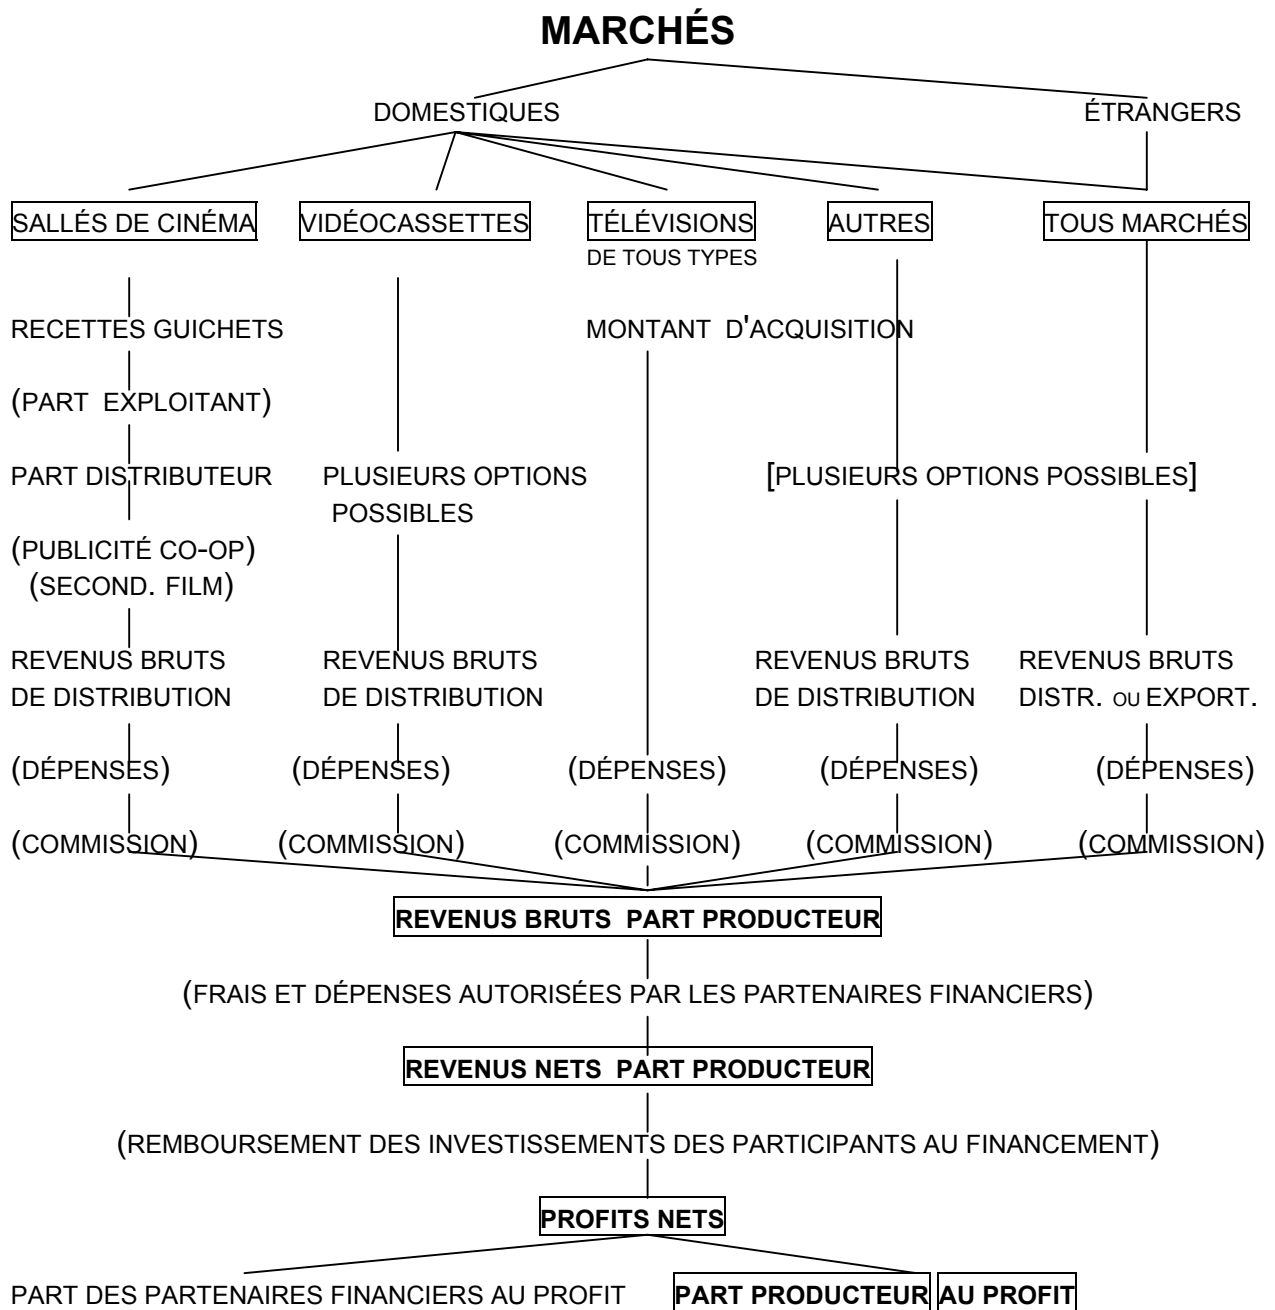 MARCHÉS
DOMESTIQUES ÉTRANGERS
SALLÉS DE CINÉMA VIDÉOCASSETTES TÉLÉVISIONS AUTRES TOUS MARCHÉS
DE TOUS TYPES
RECETTES GUICHETS MONTANT D'ACQUISITION
(PART EXPLOITANT)
PART DISTRIBUTEUR PLUSIEURS OPTIONS [PLUSIEURS OPTIONS POSSIBLES]
POSSIBLES
(PUBLICITÉ CO-OP)
(SECOND. FILM)
REVENUS BRUTS REVENUS BRUTS REVENUS BRUTS REVENUS BRUTS
DE DISTRIBUTION DE DISTRIBUTION DE DISTRIBUTION DISTR. OU EXPORT.
(DÉPENSES) (DÉPENSES) (DÉPENSES) (DÉPENSES) (DÉPENSES)
(COMMISSION) (COMMISSION) (COMMISSION) (COMMISSION) (COMMISSION)
REVENUS BRUTS PART PRODUCTEUR
(FRAIS ET DÉPENSES AUTORISÉES PAR LES PARTENAIRES FINANCIERS)
REVENUS NETS PART PRODUCTEUR
(REMBOURSEMENT DES INVESTISSEMENTS DES PARTICIPANTS AU FINANCEMENT)
PROFITS NETS
PART DES PARTENAIRES FINANCIERS AU PROFIT PART PRODUCTEUR AU PROFIT